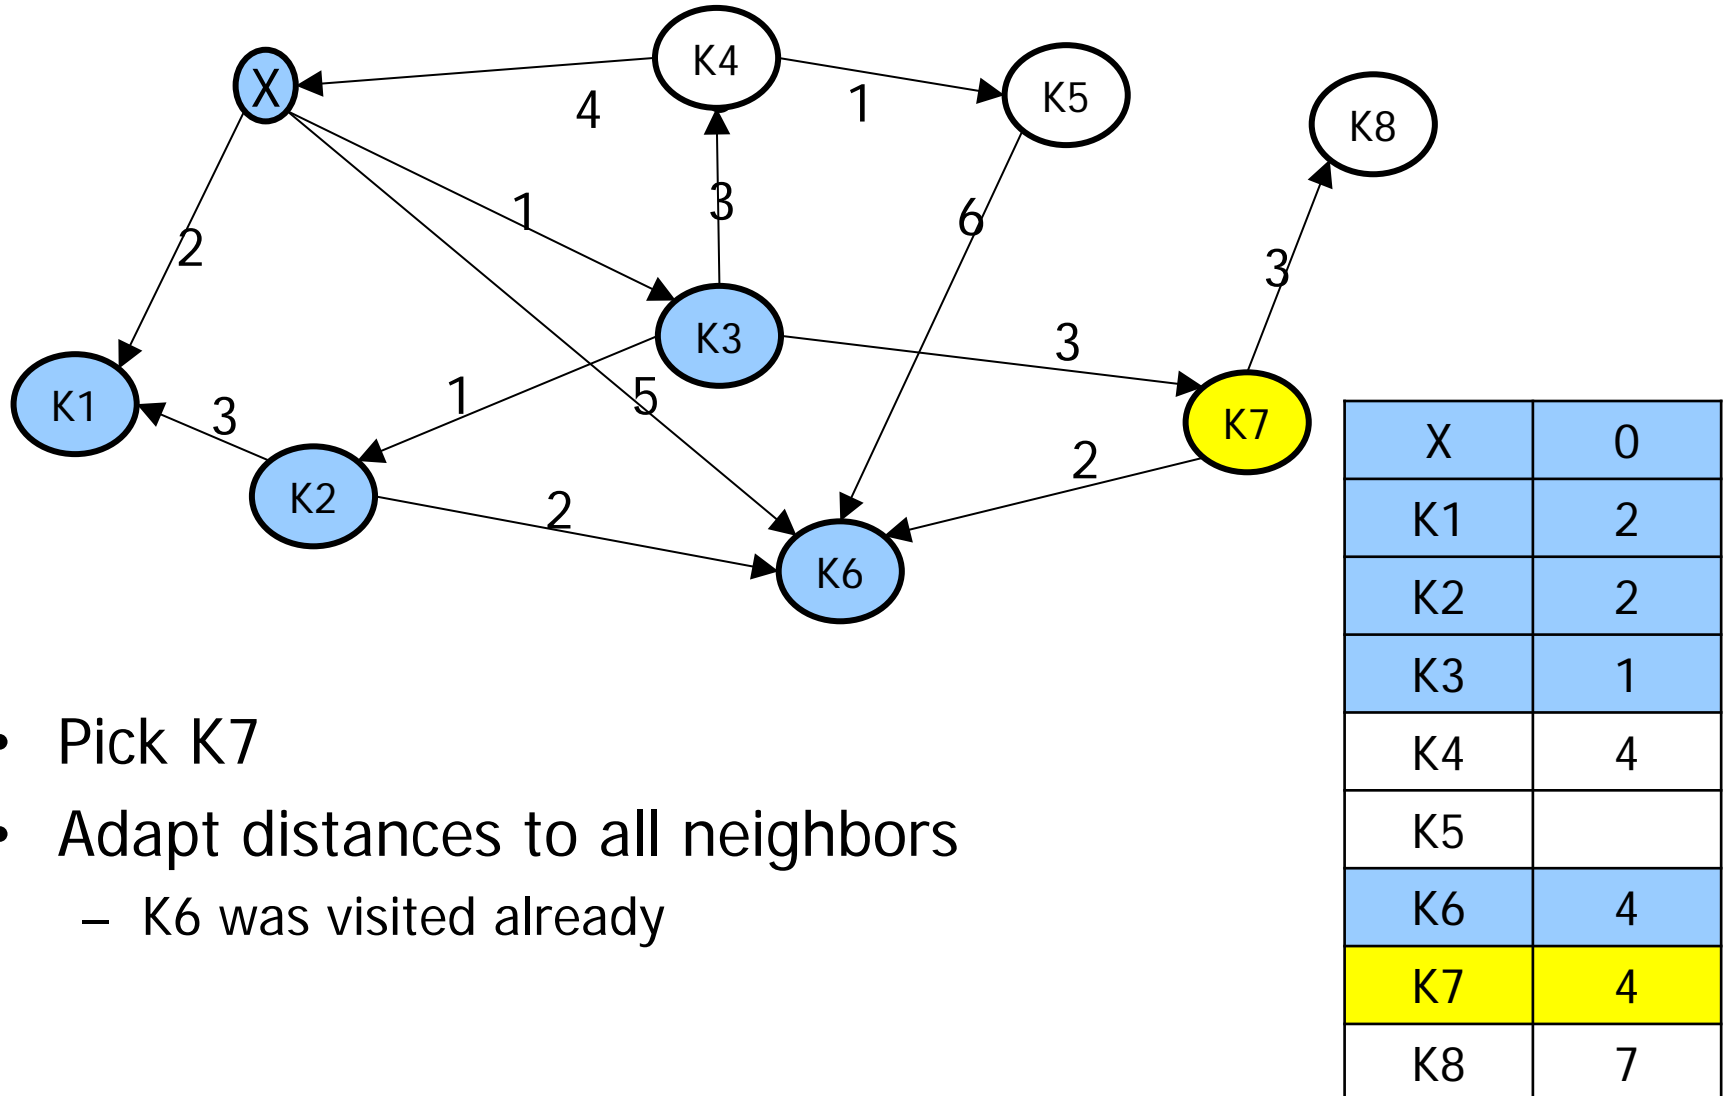 X
K4
K5
K8
4
1
1
3
6
2
3
K3
3
K1
3
1
5
K7
K2
2
2
K6
X 0
K1 2
K2 2
K3 1
K4 4
K5
K6 4
K7 4
K8 7
• Pick K7
• Adapt distances to all neighbors
– K6 was visited already